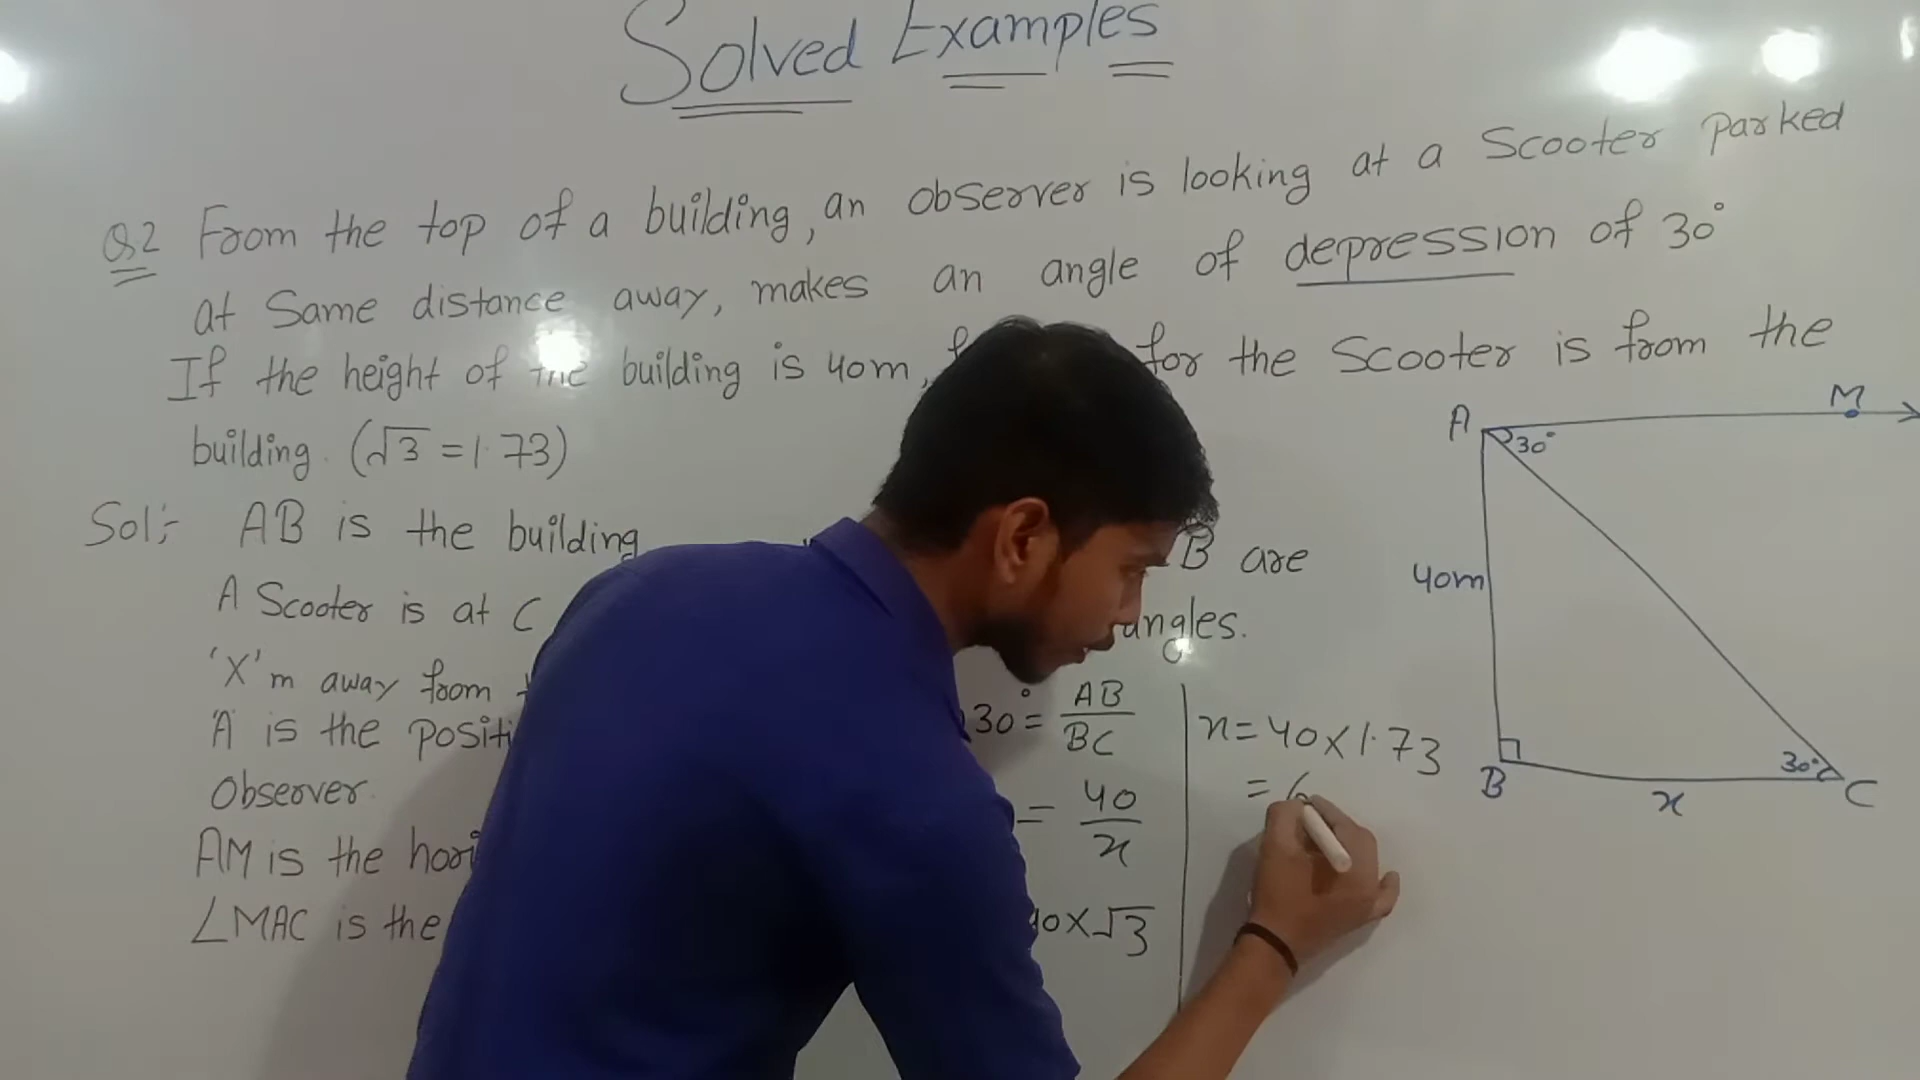 Solved Examples
Q.2 From the top of a building, an observer is looking at a Scooter parked
at Same distance away, makes an angle of depression of 30°
If the height of the building is 40m, for the Scooter is from the
building. (√3 = 1.73)
Sol:- AB is the building
A Scooter is at C
'X' m away from
A is the
Observer.
AM is the
∠MAC is the
B are
angles.
30° = AB/BC
= 40/x
40×√3
x = 40×1.73
= 6
A
M
30°
40m
B
x
30°
C